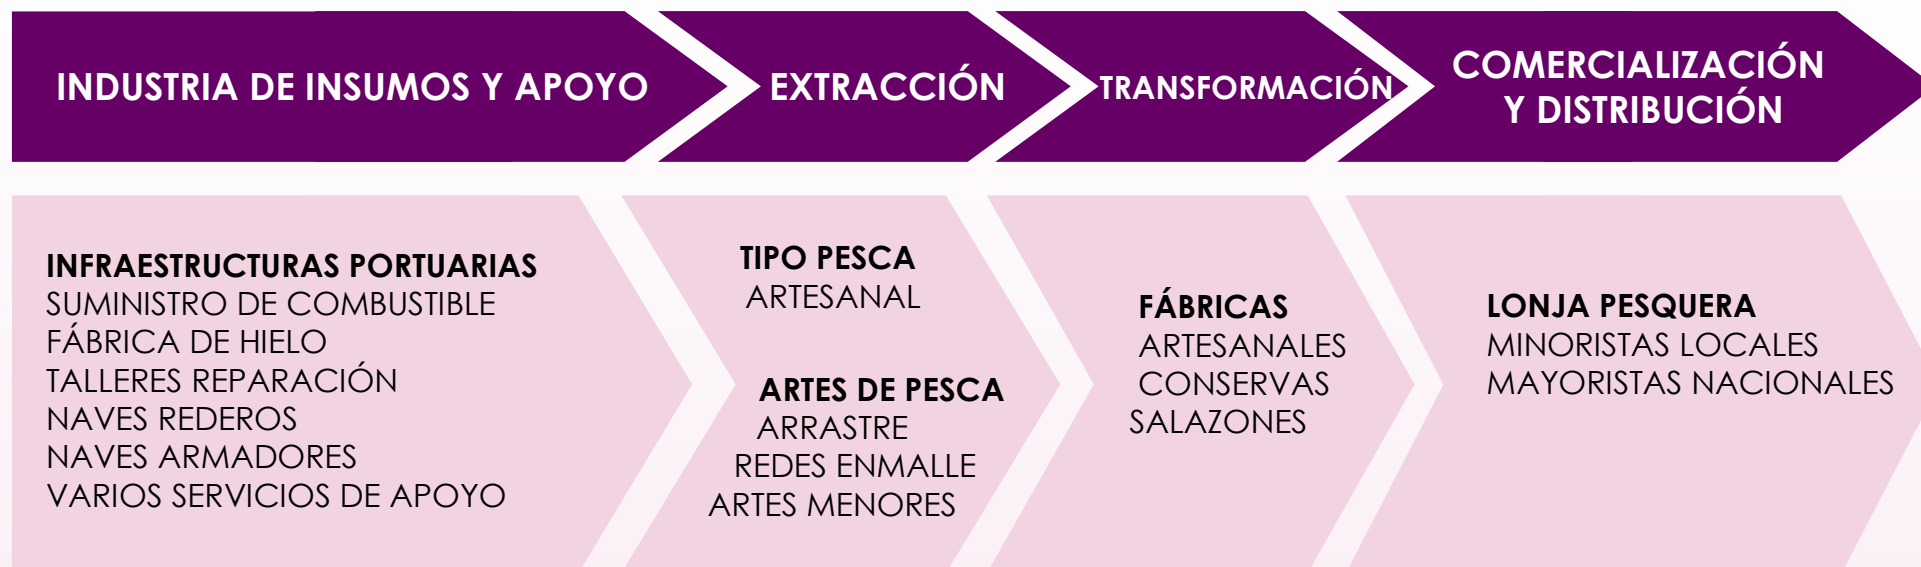 INDUSTRIA DE INSUMOS Y APOYO
EXTRACCIÓN
TRANSFORMACIÓN
COMERCIALIZACIÓN
Y DISTRIBUCIÓN
INFRAESTRUCTURAS PORTUARIAS
SUMINISTRO DE COMBUSTIBLE
FÁBRICA DE HIELO
TALLERES REPARACIÓN
NAVES REDEROS
NAVES ARMADORES
VARIOS SERVICIOS DE APOYO
TIPO PESCA
ARTESANAL
ARTES DE PESCA
ARRASTRE
REDES ENMALLE
ARTES MENORES
FÁBRICAS
ARTESANALES
CONSERVAS
SALAZONES
LONJA PESQUERA
MINORISTAS LOCALES
MAYORISTAS NACIONALES